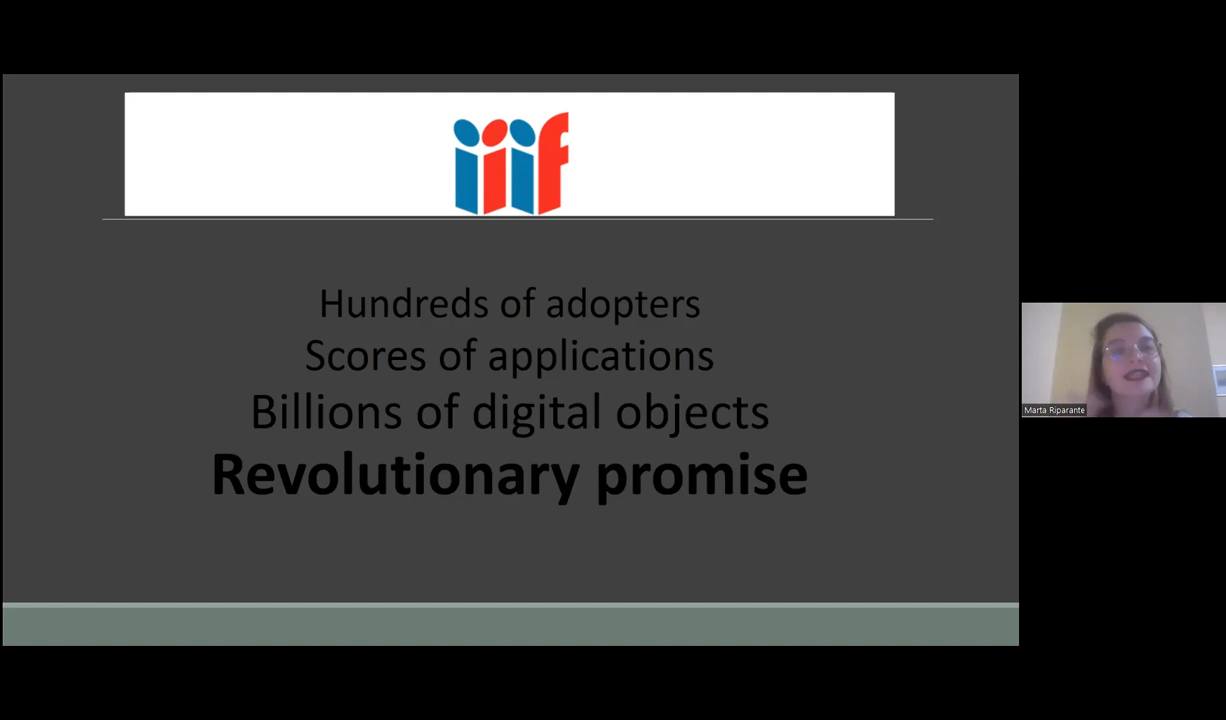 iiif
Hundreds of adopters
Scores of applications
Billions of digital objects
Revolutionary promise
Marta Riparante